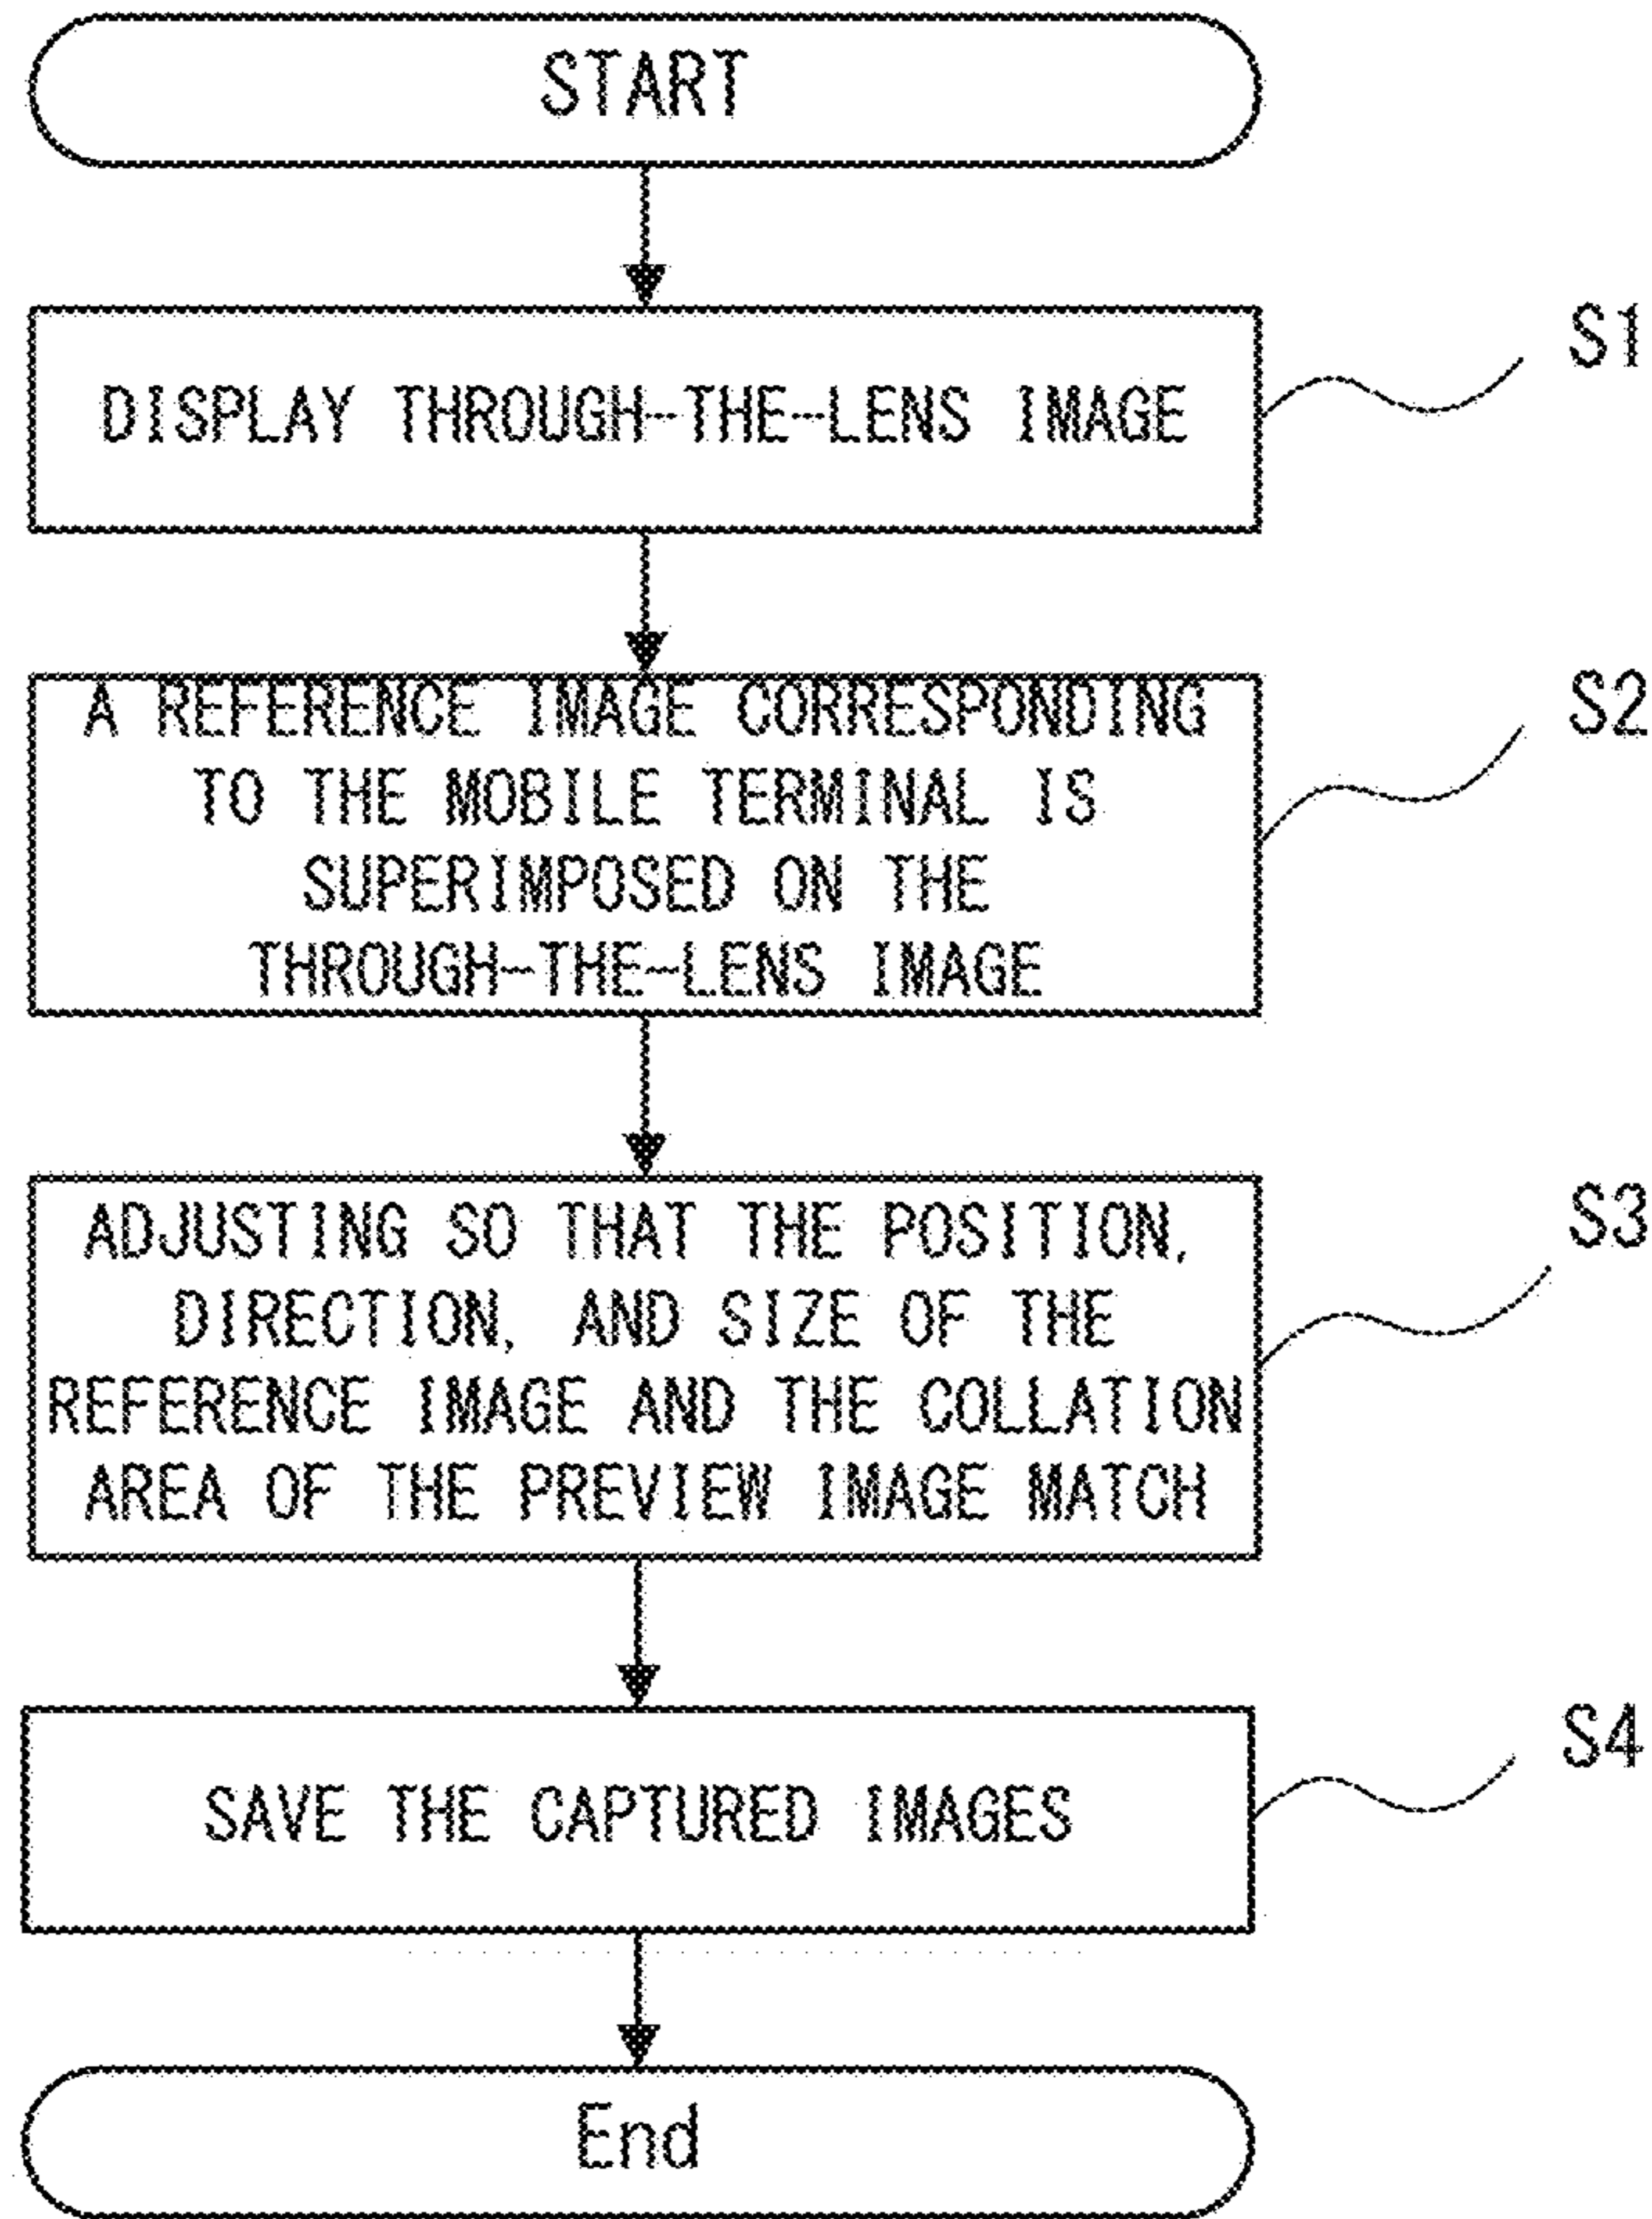 START
DISPLAY THROUGH-THE-LENS IMAGE
S1
A REFERENCE IMAGE CORRESPONDING
TO THE MOBILE TERMINAL IS
SUPERIMPOSED ON THE
THROUGH-THE-LENS IMAGE
S2
ADJUSTING SO THAT THE POSITION,
DIRECTION, AND SIZE OF THE
REFERENCE IMAGE AND THE COLLATION
AREA OF THE PREVIEW IMAGE MATCH
S3
SAVE THE CAPTURED IMAGES
S4
End